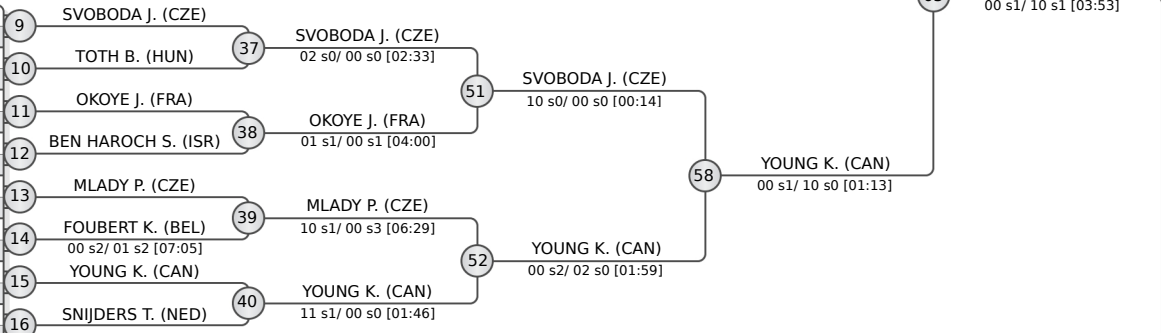 00 s1/ 10 s1 [03:53]
9
SVOBODA J. (CZE)
37
SVOBODA J. (CZE)
02 s0/ 00 s0 [02:33]
10
TOTH B. (HUN)
51
SVOBODA J. (CZE)
10 s0/ 00 s0 [00:14]
11
OKOYE J. (FRA)
38
OKOYE J. (FRA)
01 s1/ 00 s1 [04:00]
12
BEN HAROCH S. (ISR)
58
YOUNG K. (CAN)
00 s1/ 10 s0 [01:13]
13
MLADY P. (CZE)
39
MLADY P. (CZE)
10 s1/ 00 s3 [06:29]
14
FOUBERT K. (BEL)
00 s2/ 01 s2 [07:05]
52
YOUNG K. (CAN)
00 s2/ 02 s0 [01:59]
15
YOUNG K. (CAN)
40
YOUNG K. (CAN)
11 s1/ 00 s0 [01:46]
16
SNIJDERS T. (NED)